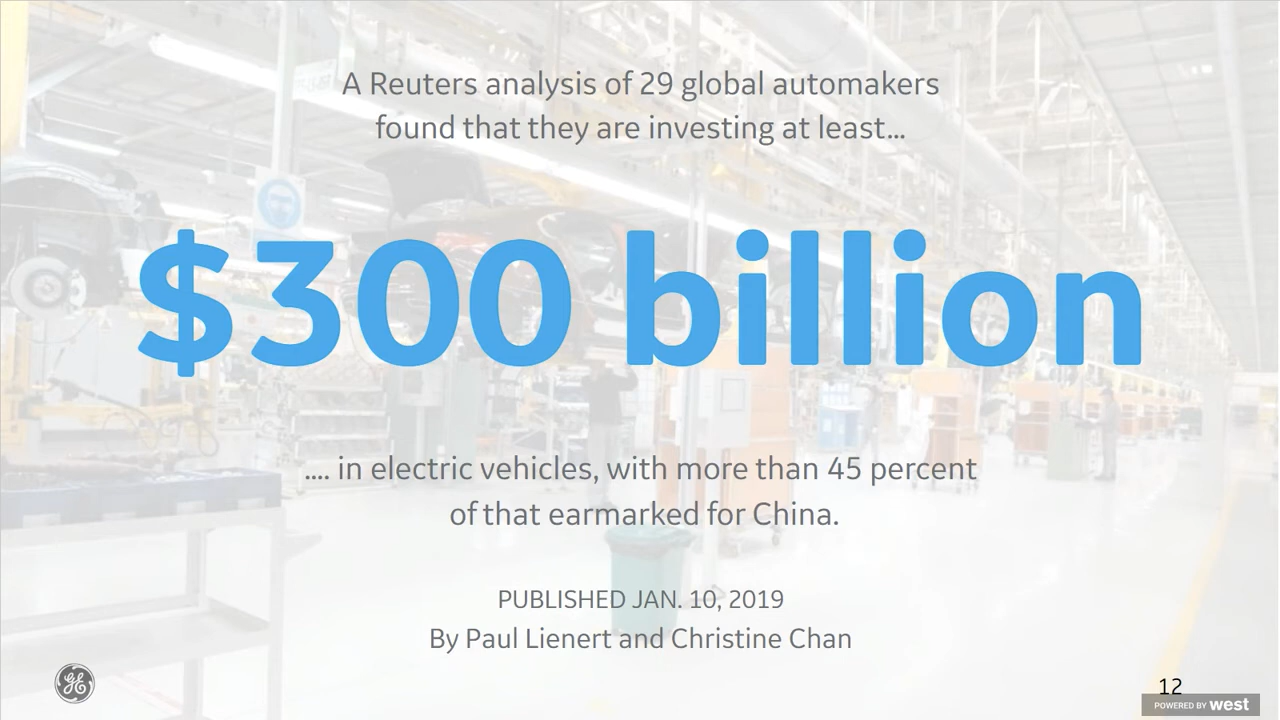 A Reuters analysis of 29 global automakers
found that they are investing at least...
$300 billion
.... in electric vehicles, with more than 45 percent
of that earmarked for China.
PUBLISHED JAN. 10, 2019
By Paul Lienert and Christine Chan
GE
12
POWERED BY west